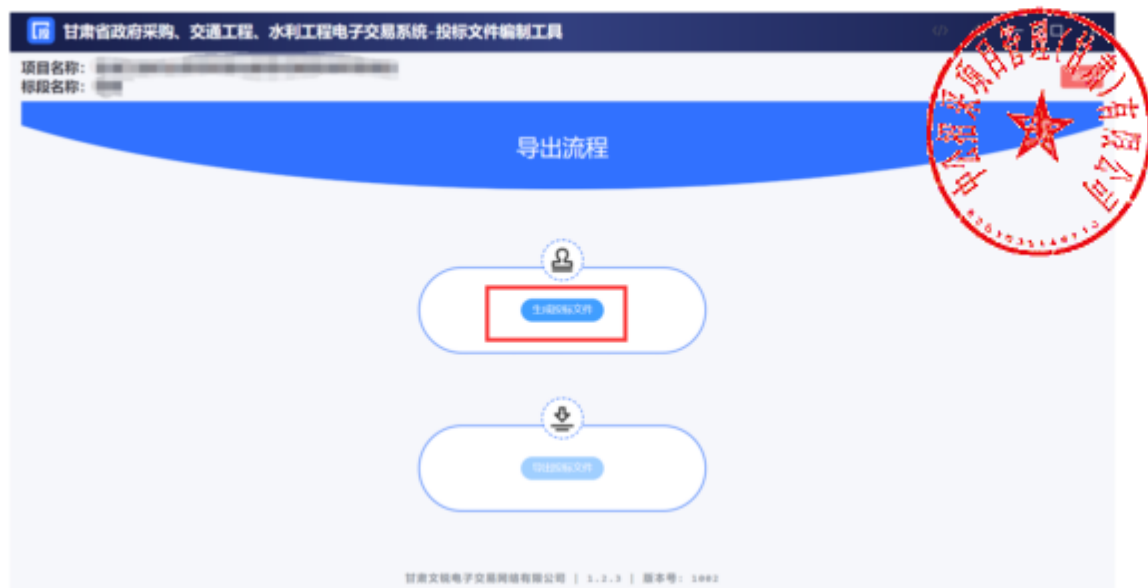 甘肃省政府采购、交通工程、水利工程电子交易系统-投标文件编制工具
项目名称：
标段名称：
导出流程
生成投标文件
导出投标文件
甘肃文锐电子交易网络有限公司 | 1.2.3 | 版本号: 1002